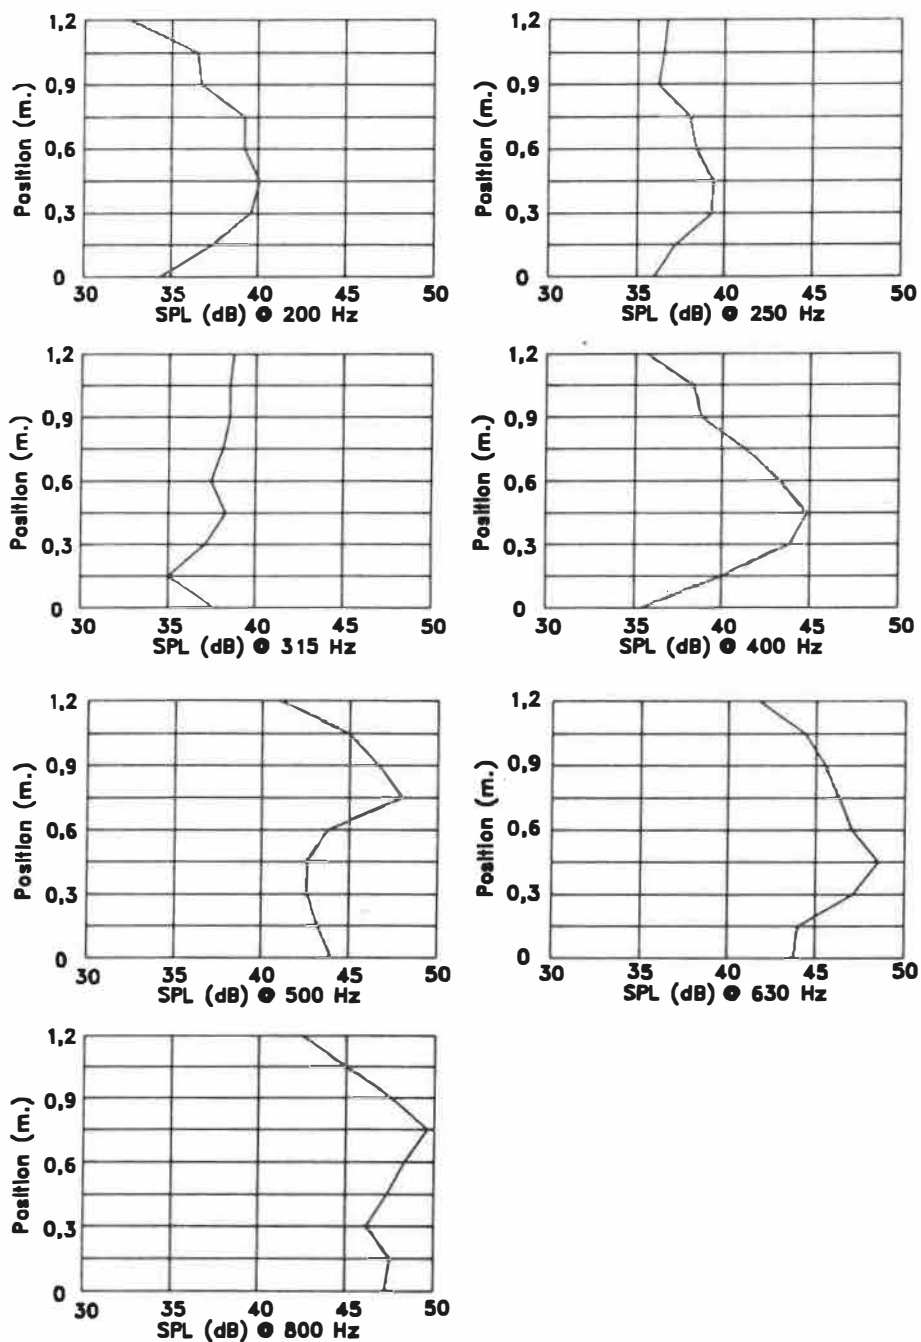 1,2
0,9
0,6
0,3
0
Position (m.)
30 35 40 45 50
SPL (dB) @ 200 Hz
1,2
0,9
0,6
0,3
0
Position (m.)
30 35 40 45 50
SPL (dB) @ 250 Hz
1,2
0,9
0,6
0,3
0
Position (m.)
30 35 40 45 50
SPL (dB) @ 315 Hz
1,2
0,9
0,6
0,3
0
Position (m.)
30 35 40 45 50
SPL (dB) @ 400 Hz
1,2
0,9
0,6
0,3
0
Position (m.)
30 35 40 45 50
SPL (dB) @ 500 Hz
1,2
0,9
0,6
0,3
0
Position (m.)
30 35 40 45 50
SPL (dB) @ 630 Hz
1,2
0,9
0,6
0,3
0
Position (m.)
30 35 40 45 50
SPL (dB) @ 800 Hz